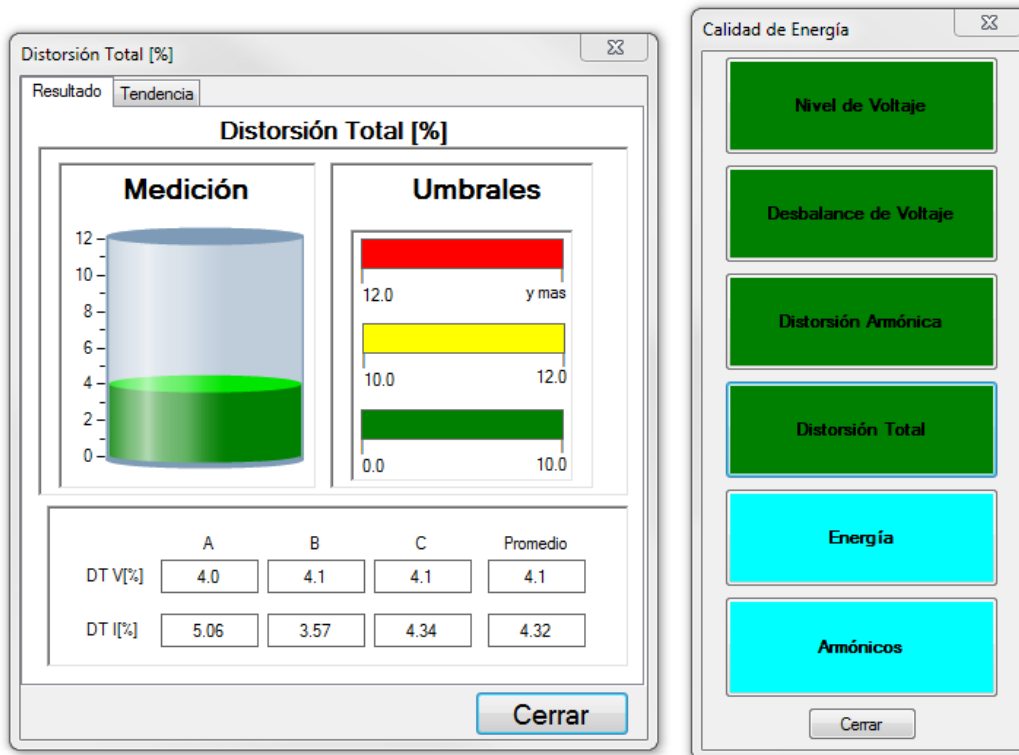 Distorsión Total [%]
Resultado Tendencia
Distorsión Total [%]
Medición
12
10
8
6
4
2
0
Umbrales
12.0 y mas
10.0 12.0
0.0 10.0
A B C Promedio
DT V[%] 4.0 4.1 4.1 4.1
DT I[%] 5.06 3.57 4.34 4.32
Cerrar
Calidad de Energía
Nivel de Voltaje
Desbalance de Voltaje
Distorsión Armónica
Distorsión Total
Energía
Armónicos
Cerrar